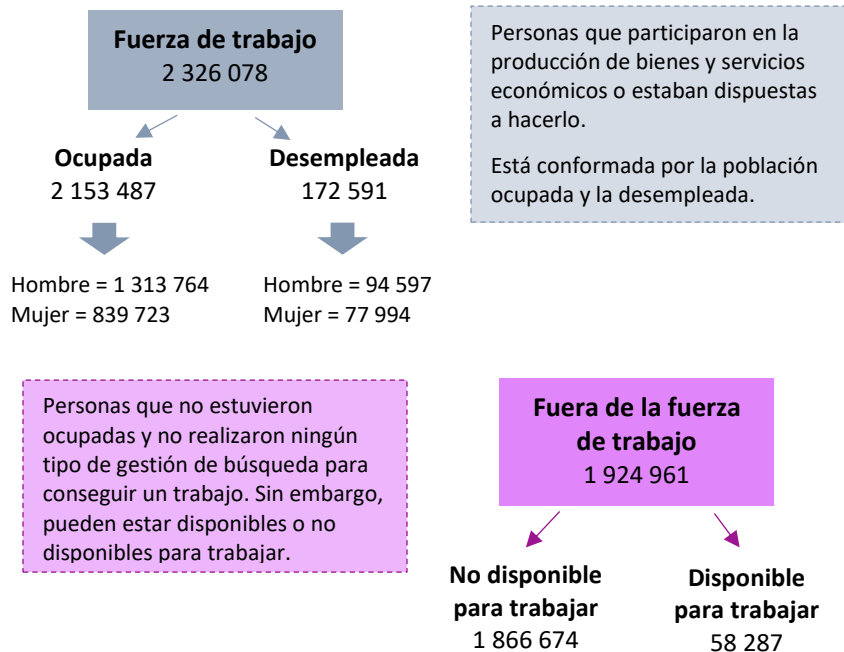 Fuerza de trabajo
2 326 078
Personas que participaron en la
producción de bienes y servicios
económicos o estaban dispuestas
a hacerlo.
Está conformada por la población
ocupada y la desempleada.
Ocupada
2 153 487
Desempleada
172 591
Hombre = 1 313 764
Mujer = 839 723
Hombre = 94 597
Mujer = 77 994
Personas que no estuvieron
ocupadas y no realizaron ningún
tipo de gestión de búsqueda para
conseguir un trabajo. Sin embargo,
pueden estar disponibles o no
disponibles para trabajar.
Fuera de la fuerza
de trabajo
1 924 961
No disponible
para trabajar
1 866 674
Disponible
para trabajar
58 287